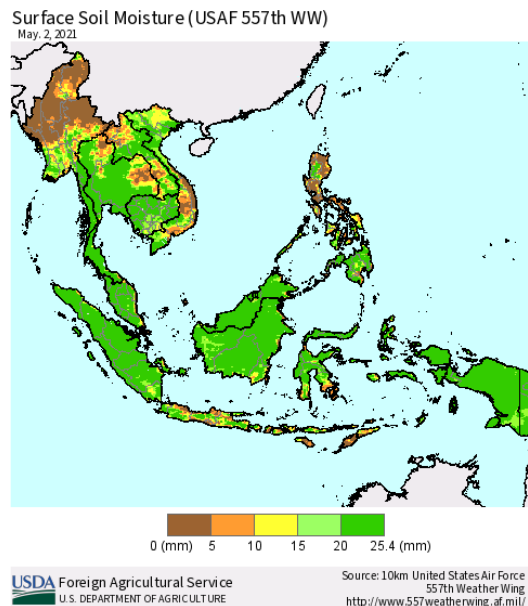 Surface Soil Moisture (USAF 557th WW)
May. 2, 2021
0 (mm) 5 10 15 20 25.4 (mm)
USDA Foreign Agricultural Service
U.S. DEPARTMENT OF AGRICULTURE
Source: 10km United States Air Force
557th Weather Wing
http://www.557weatherwing.af.mil/